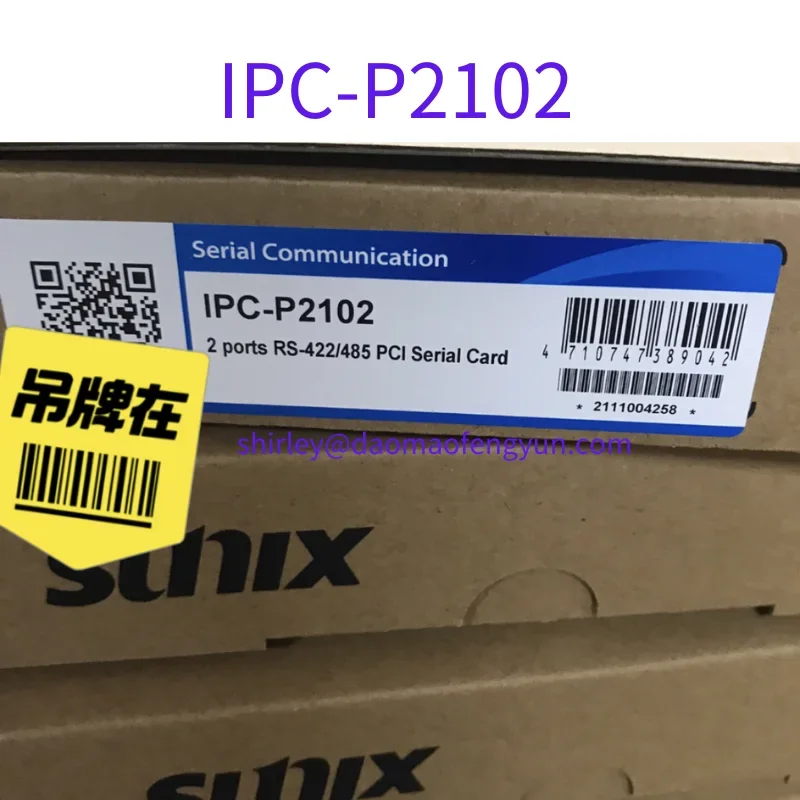 IPC-P2102
Serial Communication
IPC-P2102
2 ports RS-422/485 PCI Serial Card
4 710747 389042
* 2111004258 *
吊牌在
shirley@daomaofengyun.com
sunix
sunix